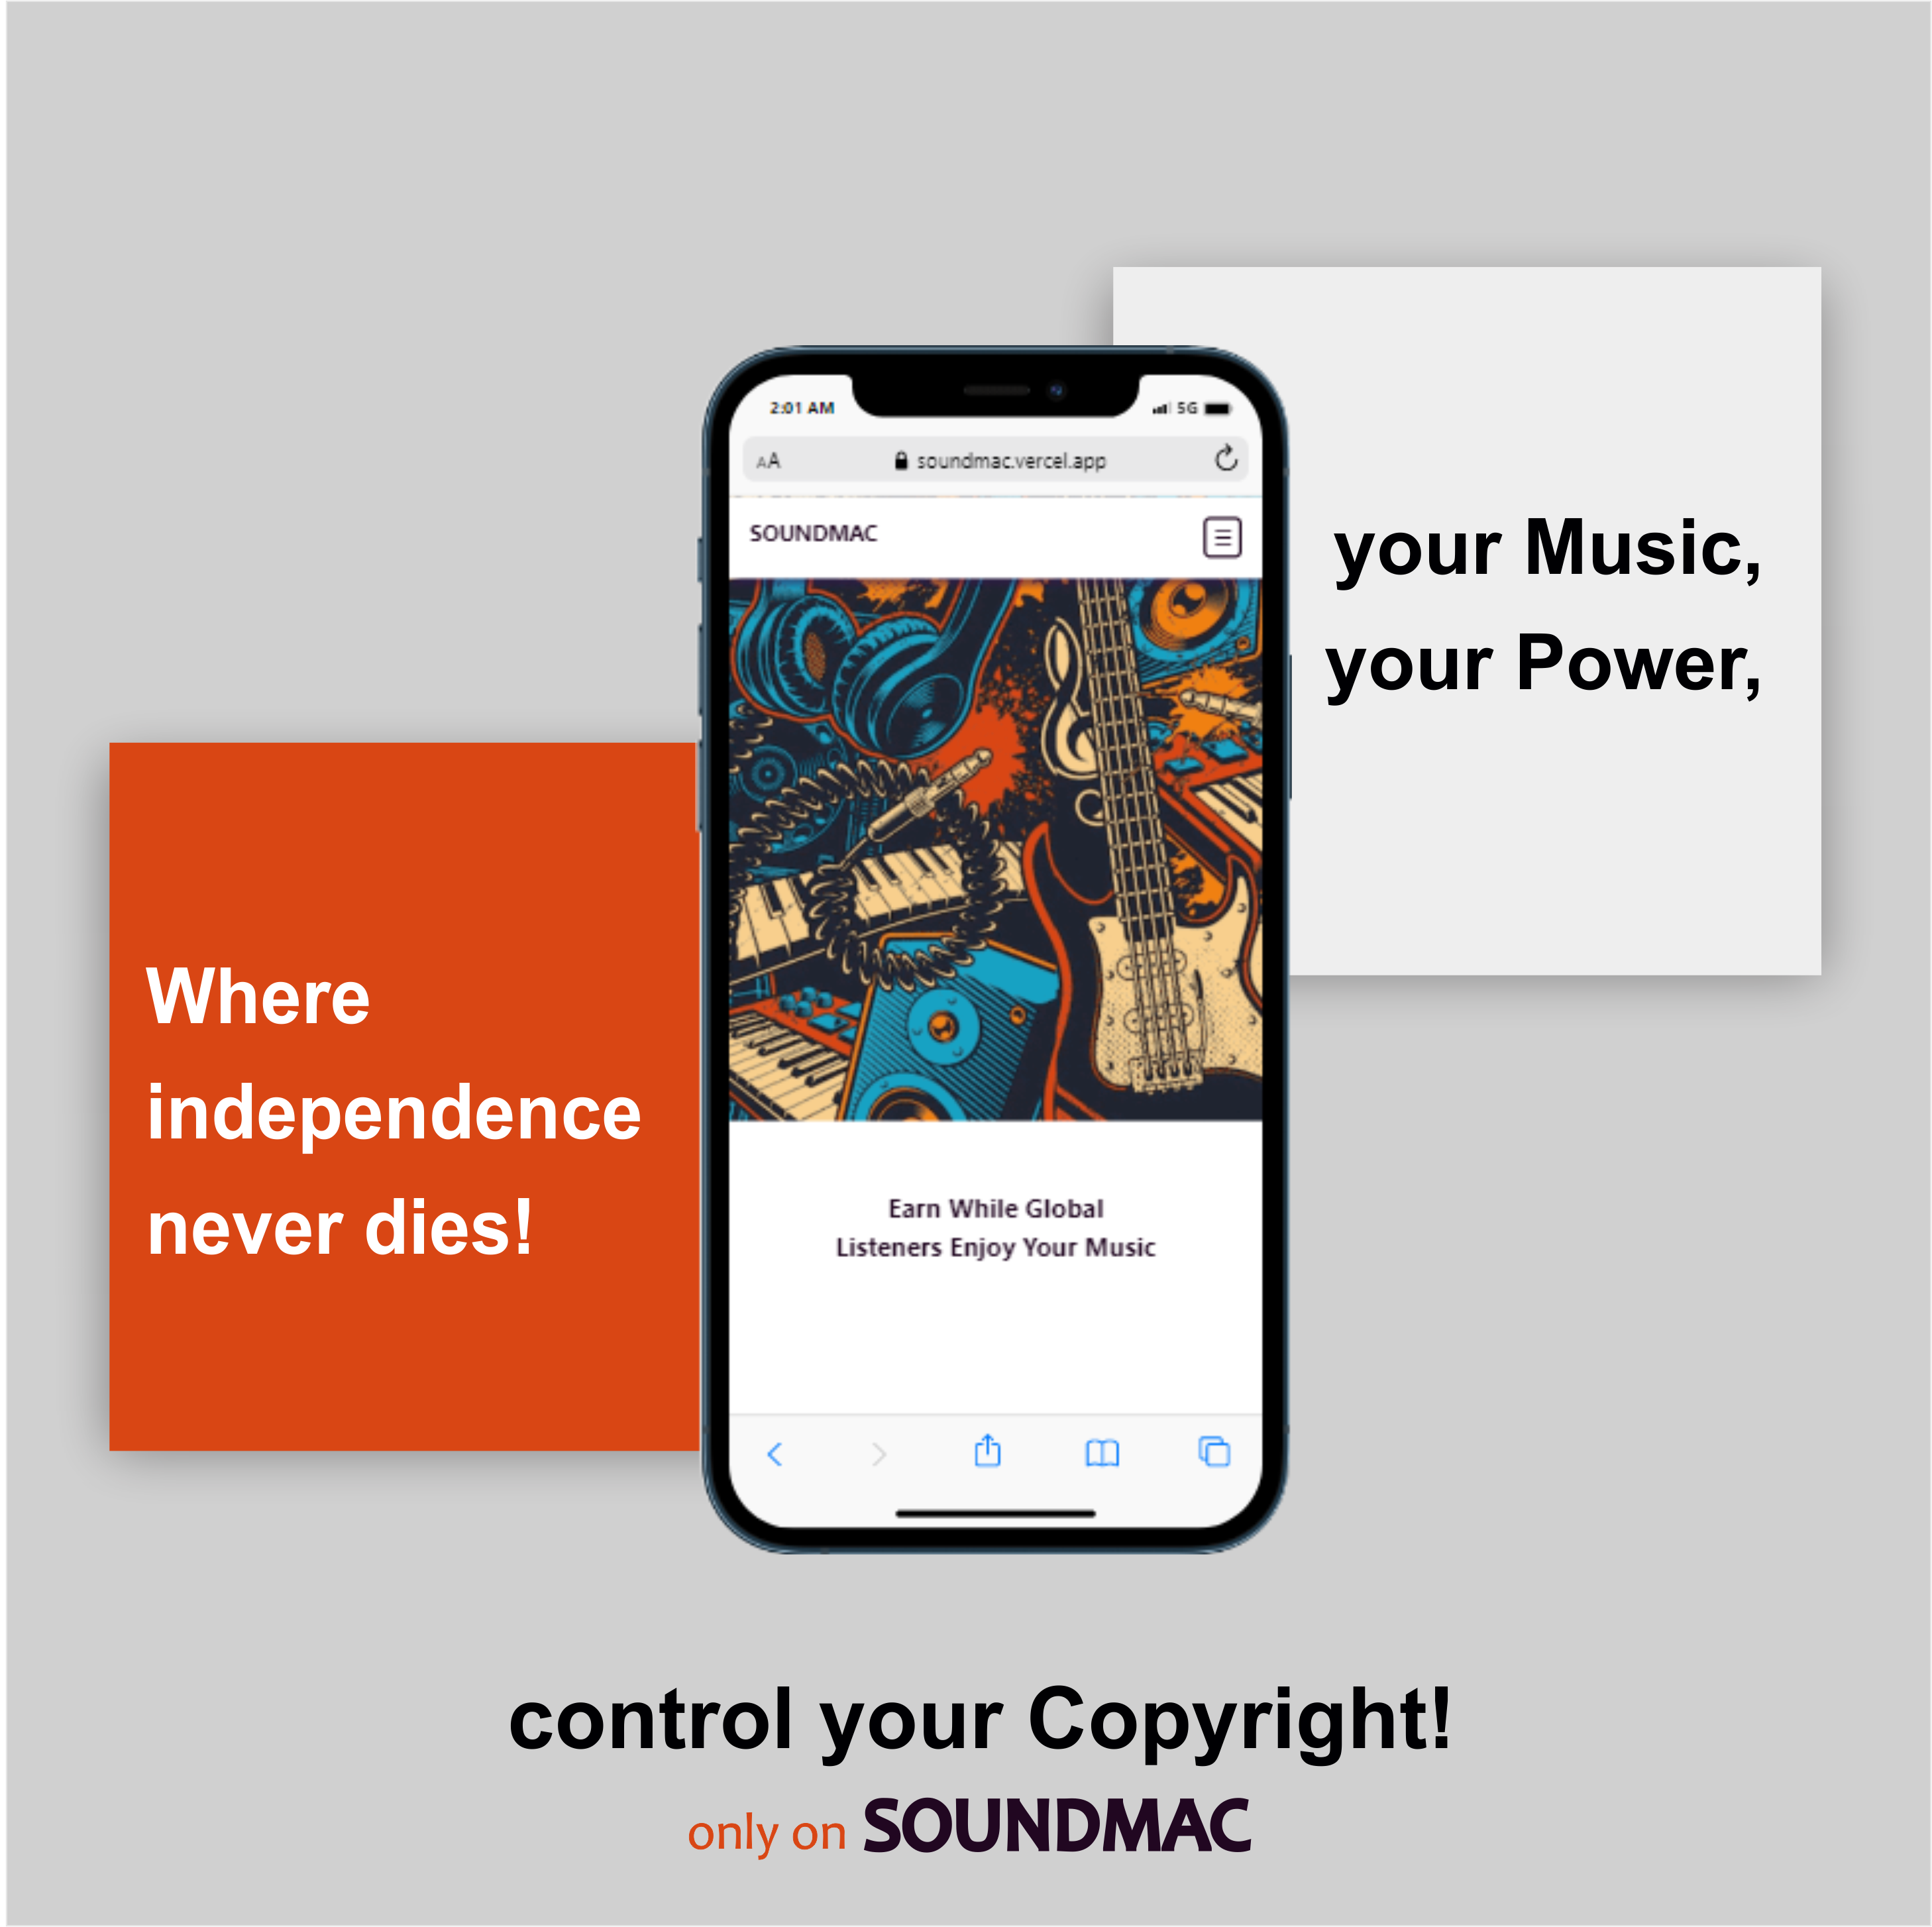 your Music,
your Power,
2:01 AM
5G
AA
soundmac.vercel.app
SOUNDMAC
Where
independence
never dies!
Earn While Global
Listeners Enjoy Your Music
control your Copyright!
only on SOUNDMAC